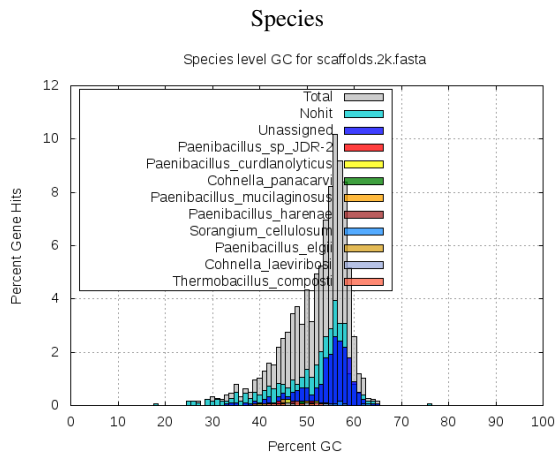 Species
Species level GC for scaffolds.2k.fasta
12
10
8
6
4
2
0
Percent Gene Hits
Total
Nohit
Unassigned
Paenibacillus_sp_JDR-2
Paenibacillus_curdlanolyticus
Cohnella_panacarvi
Paenibacillus_mucilaginosus
Paenibacillus_harenae
Sorangium_cellulosum
Paenibacillus_elgii
Cohnella_laeviribosi
Thermobacillus_composti
0 10 20 30 40 50 60 70 80 90 100
Percent GC